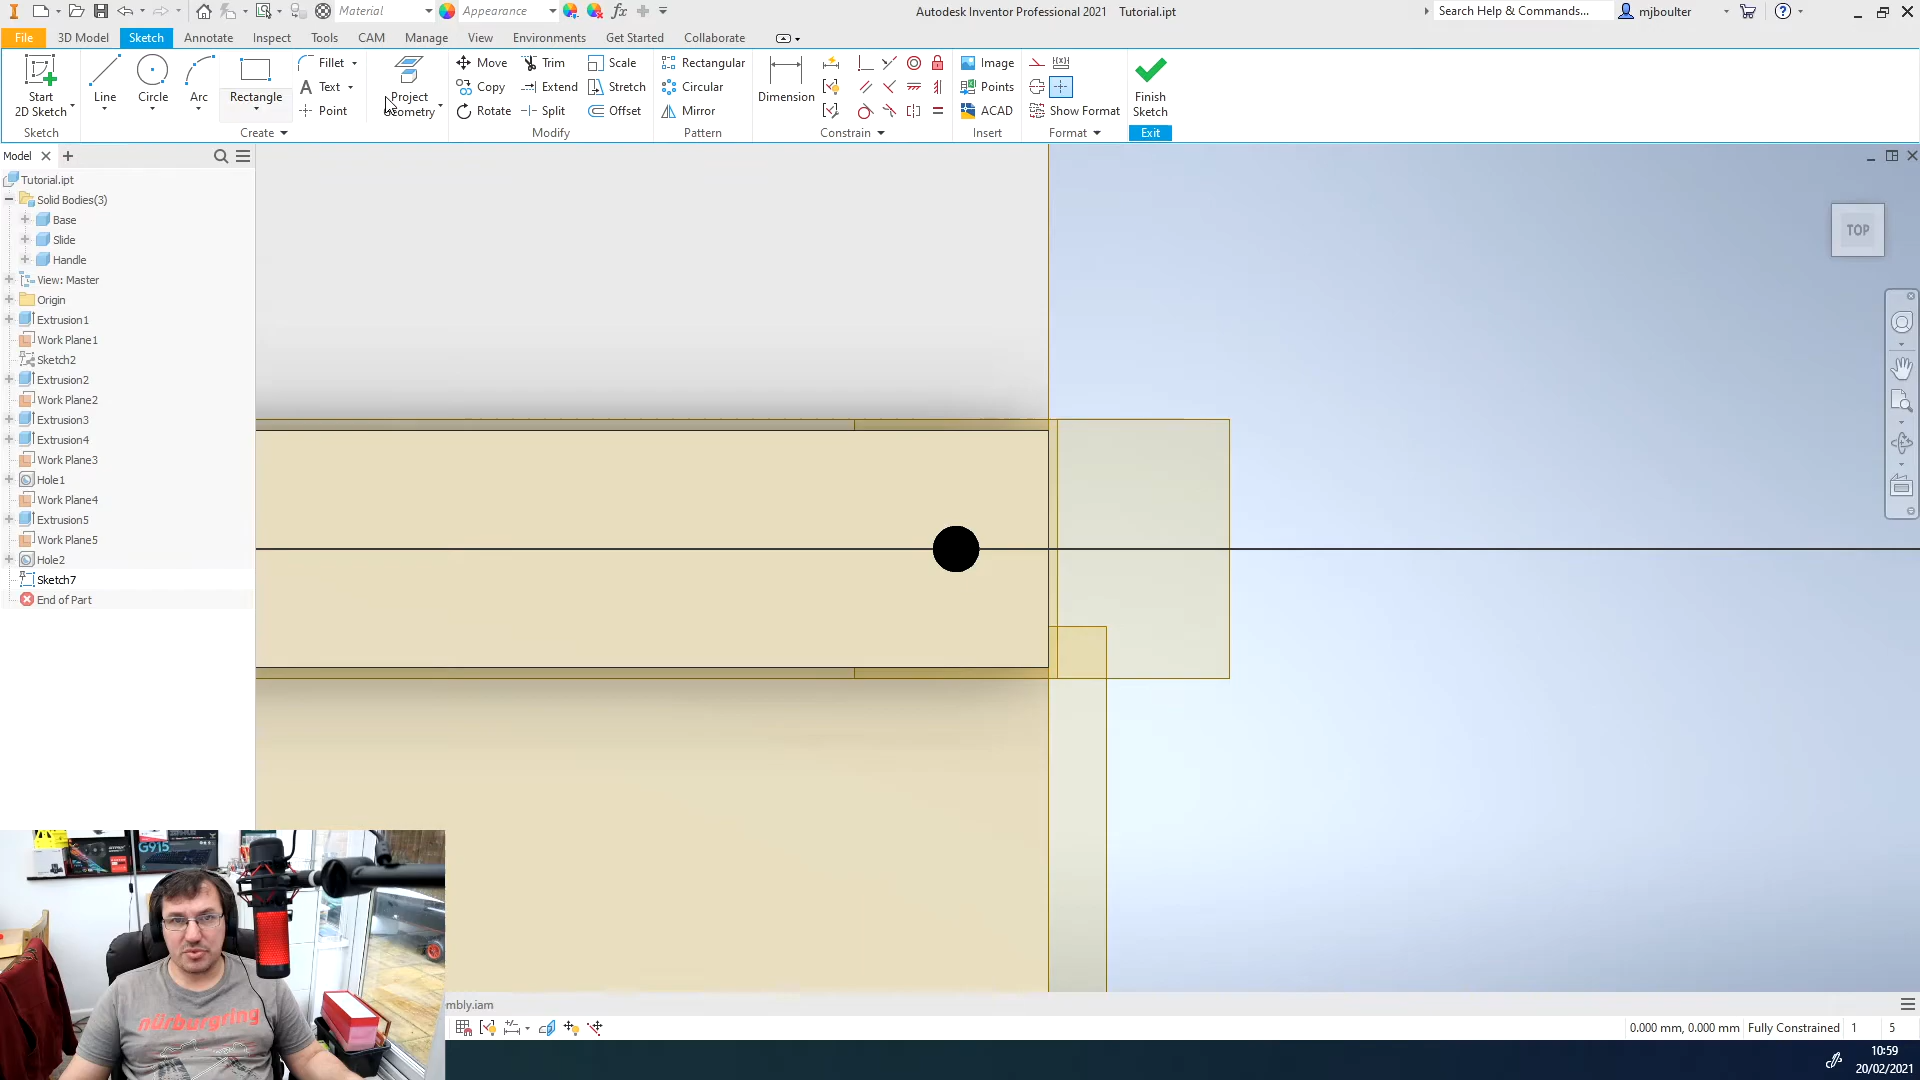 Material
Appearance
Autodesk Inventor Professional 2021 Tutorial.ipt
Search Help & Commands...
mjboulter
File 3D Model Sketch Annotate Inspect Tools CAM Manage View Environments Get Started Collaborate
Start
2D Sketch
Line
Circle
Arc
Rectangle
Fillet
Text
Point
Project
Geometry
Move
Copy
Rotate
Trim
Extend
Split
Scale
Stretch
Offset
Rectangular
Circular
Mirror
Dimension
Image
Points
ACAD
Show Format
Finish
Sketch
Sketch Create Modify Pattern Constrain Insert Format Exit
Model
Tutorial.ipt
Solid Bodies(3)
Base
Slide
Handle
View: Master
Origin
Extrusion1
Work Plane1
Sketch2
Extrusion2
Work Plane2
Extrusion3
Extrusion4
Work Plane3
Hole1
Work Plane4
Extrusion5
Work Plane5
Hole2
Sketch7
End of Part
TOP
G915
nürburgring
mbly.iam
0.000 mm, 0.000 mm Fully Constrained 1 5
10:59
20/02/2021